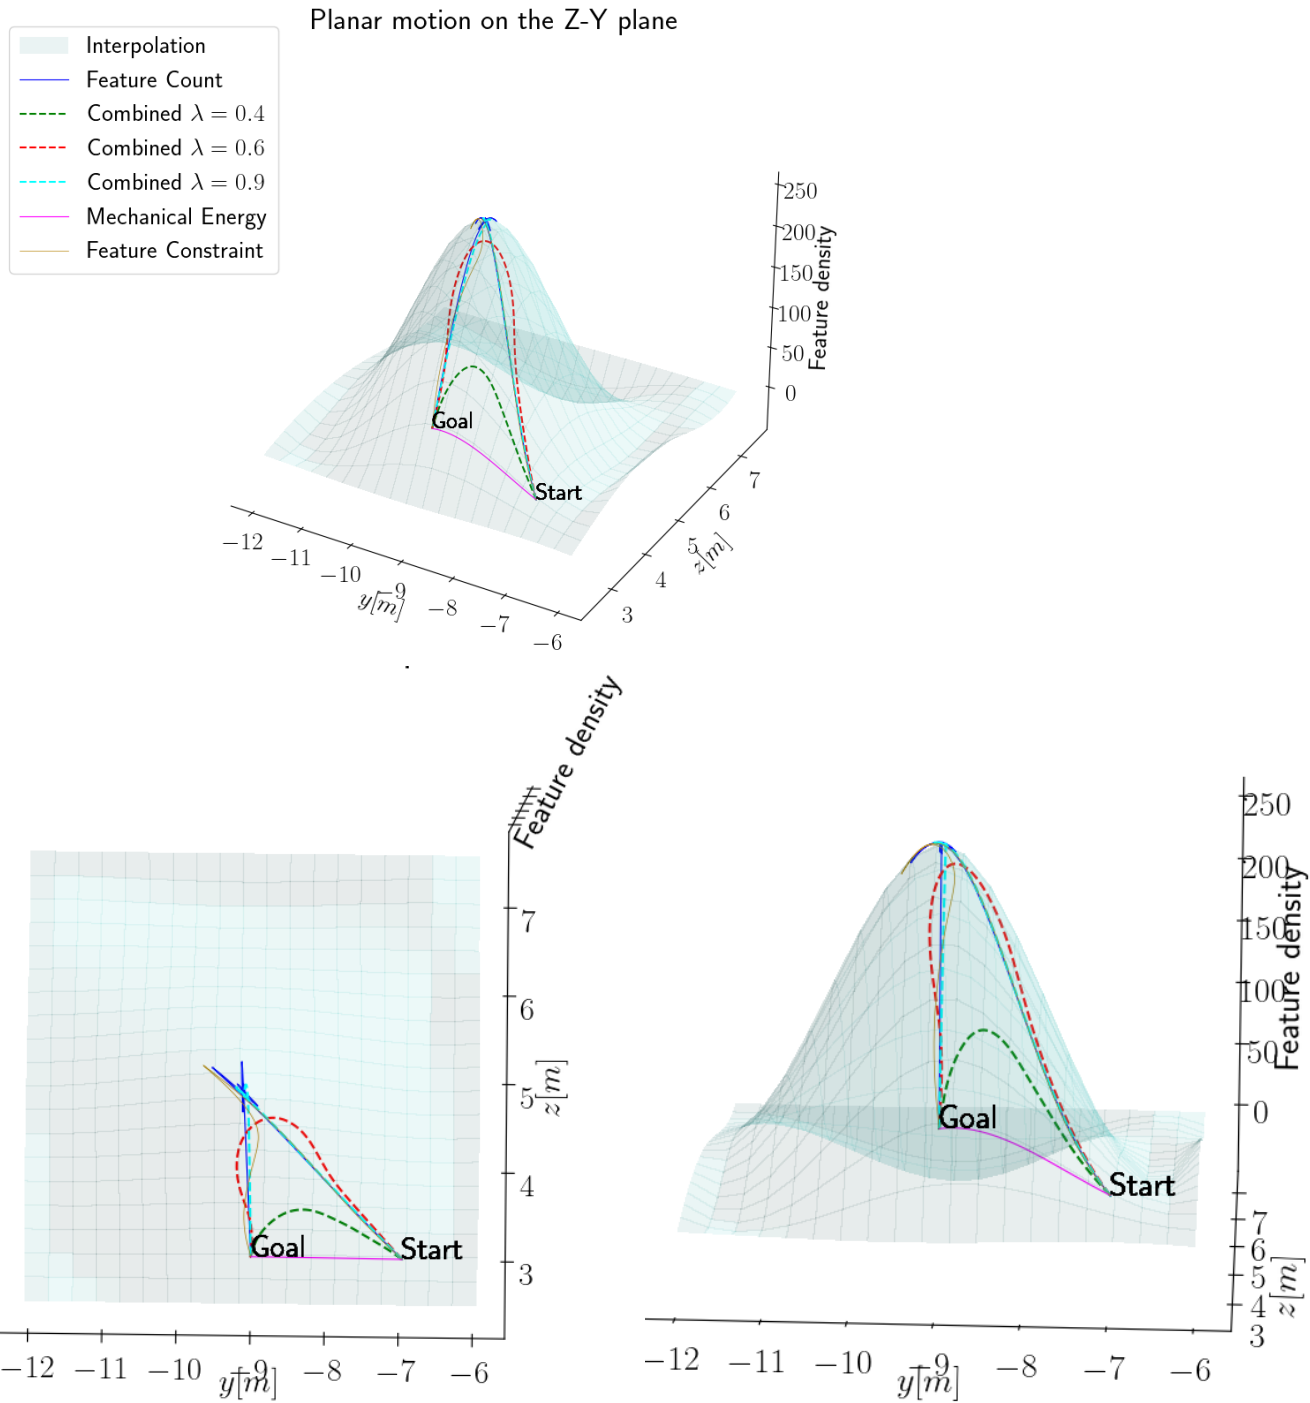 Planar motion on the Z-Y plane
Interpolation
Feature Count
Combined λ = 0.4
Combined λ = 0.6
Combined λ = 0.9
Mechanical Energy
Feature Constraint
250
200
150
100
50
0
Feature density
Goal
Start
7
6
5
4
3
z[m]
−12
−11
−10
−9
−8
−7
−6
y[m]
Feature density
7
6
5
4
3
z[m]
Goal
Start
−12
−11
−10
−9
−8
−7
−6
y[m]
250
200
150
100
50
0
Feature density
Goal
Start
7
6
5
4
3
z[m]
−12
−11
−10
−9
−8
−7
−6
y[m]